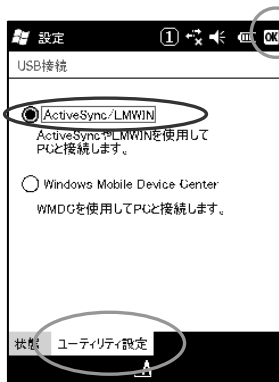 設定 1 OK
USB接続
ActiveSync/LMWIN
ActiveSyncやLMWINを使用して
PCと接続します。
Windows Mobile Device Center
WMDCを使用してPCと接続します。
状態 ユーティリティ設定
A